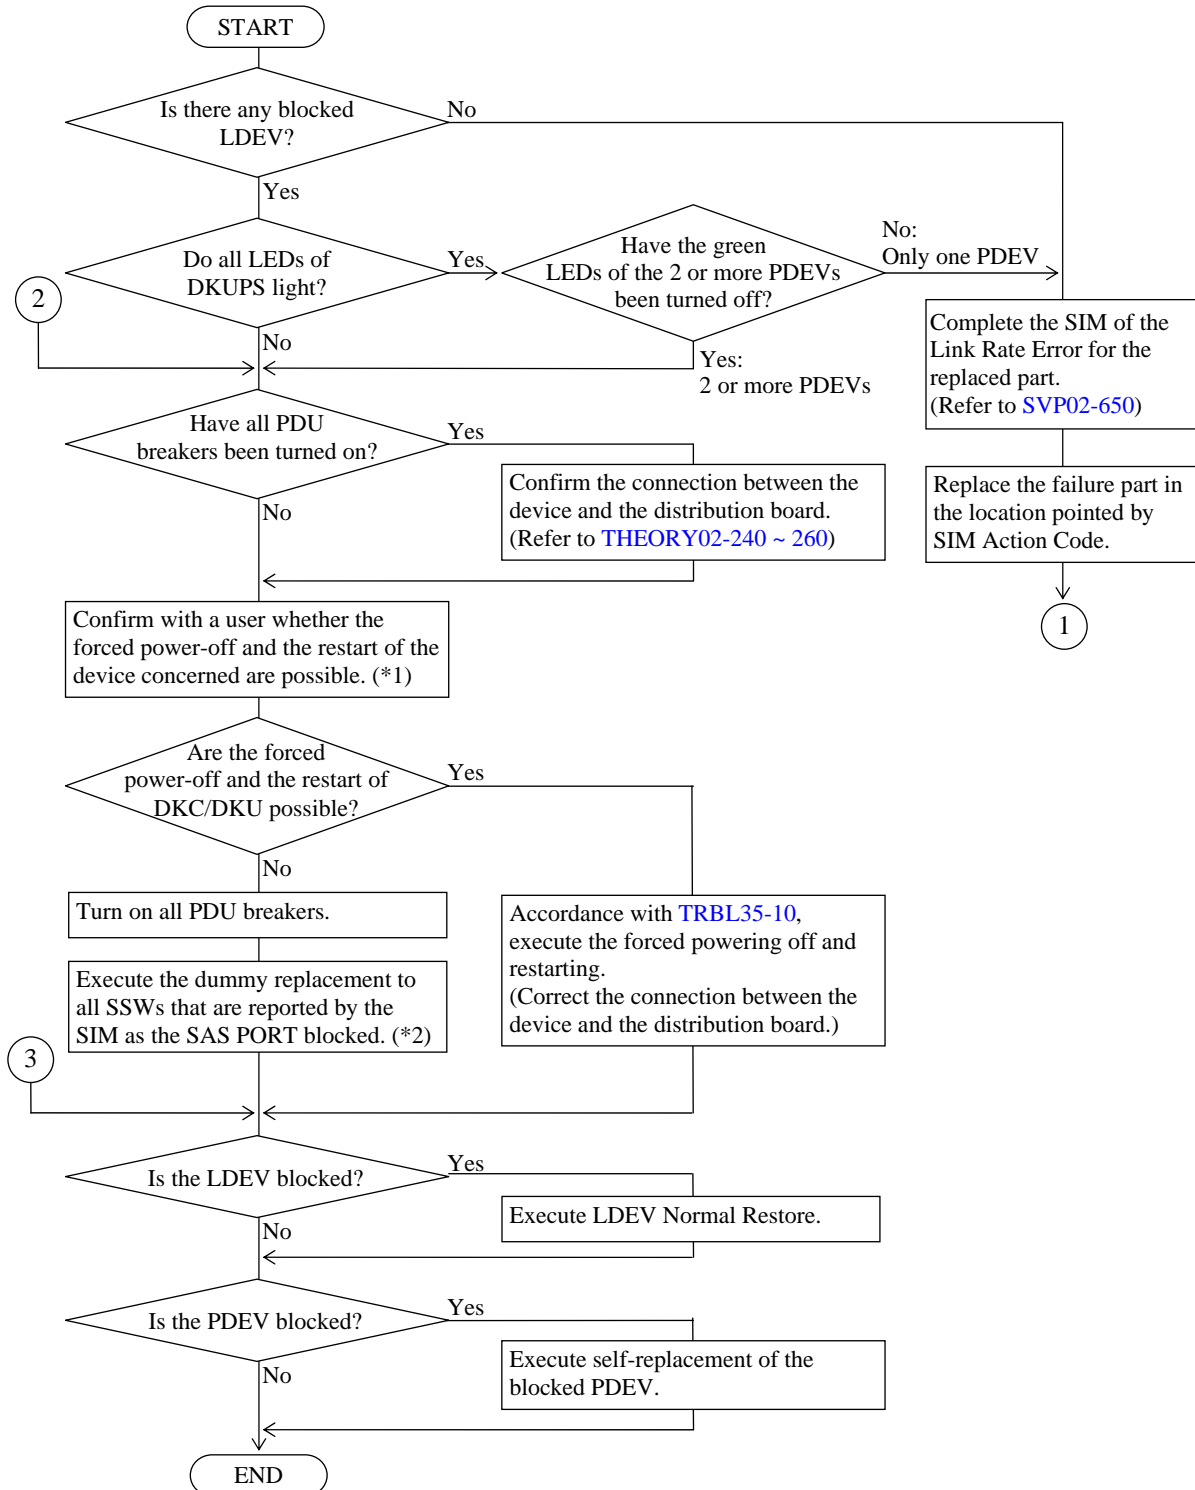 START
Is there any blocked
LDEV?
No
Yes
Do all LEDs of
DKUPS light?
Yes
Have the green
LEDs of the 2 or more PDEVs
been turned off?
No:
Only one PDEV
2
No
Yes:
2 or more PDEVs
Complete the SIM of the
Link Rate Error for the
replaced part.
(Refer to SVP02-650)
Have all PDU
breakers been turned on?
Yes
No
Confirm the connection between the
device and the distribution board.
(Refer to THEORY02-240 ~ 260)
Replace the failure part in
the location pointed by
SIM Action Code.
1
Confirm with a user whether the
forced power-off and the restart of the
device concerned are possible. (*1)
Are the forced
power-off and the restart of
DKC/DKU possible?
Yes
No
Turn on all PDU breakers.
Execute the dummy replacement to
all SSWs that are reported by the
SIM as the SAS PORT blocked. (*2)
Accordance with TRBL35-10,
execute the forced powering off and
restarting.
(Correct the connection between the
device and the distribution board.)
3
Is the LDEV blocked?
Yes
No
Execute LDEV Normal Restore.
Is the PDEV blocked?
Yes
No
Execute self-replacement of the
blocked PDEV.
END